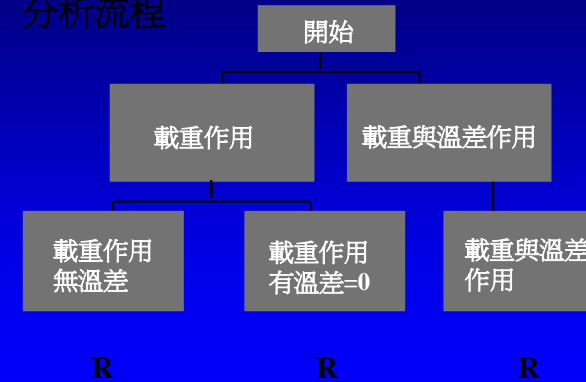 分析流程
開始
載重作用
載重與溫差作用
載重作用
無溫差
載重作用
有溫差=0
載重與溫差
作用
R
R
R